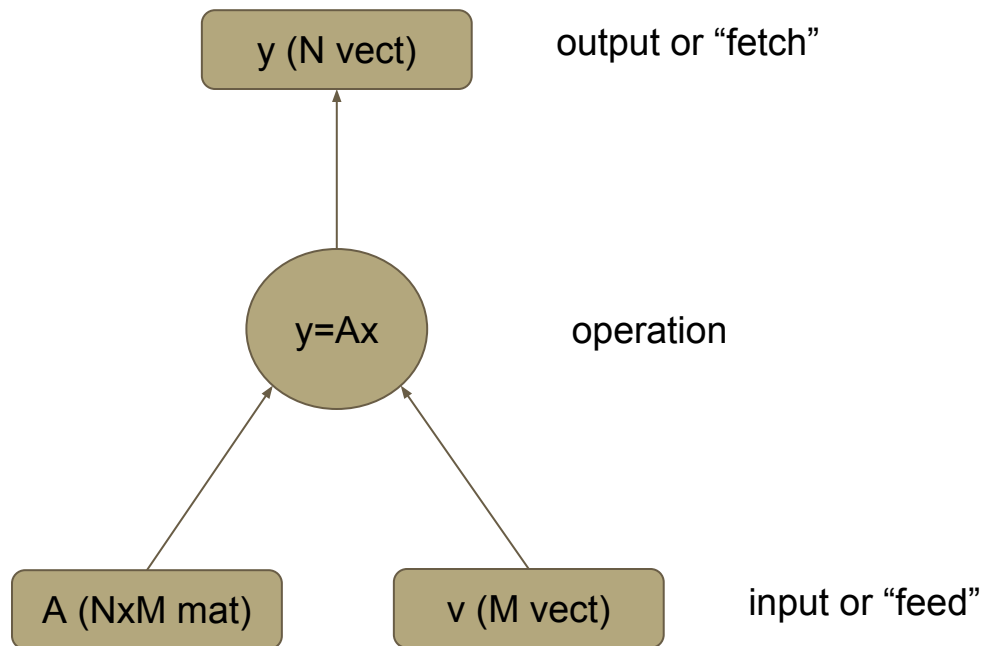 y (N vect)
output or “fetch”
y=Ax
operation
A (NxM mat)
v (M vect)
input or “feed”